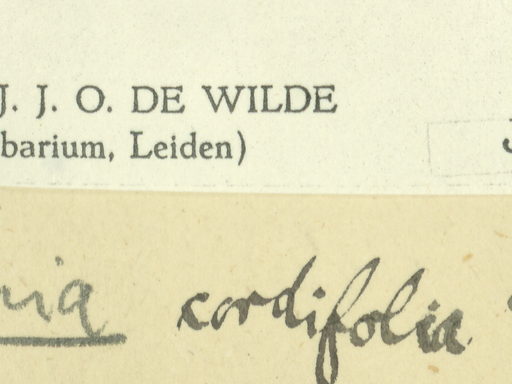 J. J. O. DE WILDE
barium, Leiden)
cordifolia